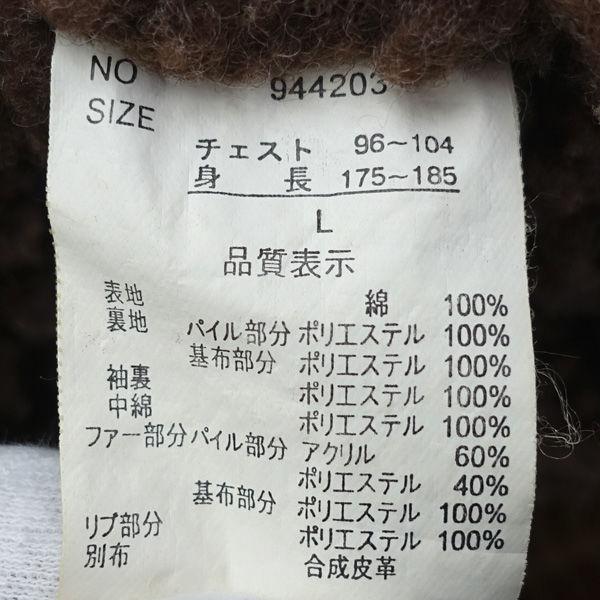 NO 944203
SIZE
チェスト 96~104
身長 175~185
L
品質表示
表地 綿 100%
裏地 パイル部分 ポリエステル 100%
基布部分 ポリエステル 100%
袖裏 ポリエステル 100%
中綿 ポリエステル 100%
ファー部分 パイル部分 アクリル 60%
ポリエステル 40%
基布部分 ポリエステル 100%
リブ部分 ポリエステル 100%
別布 合成皮革